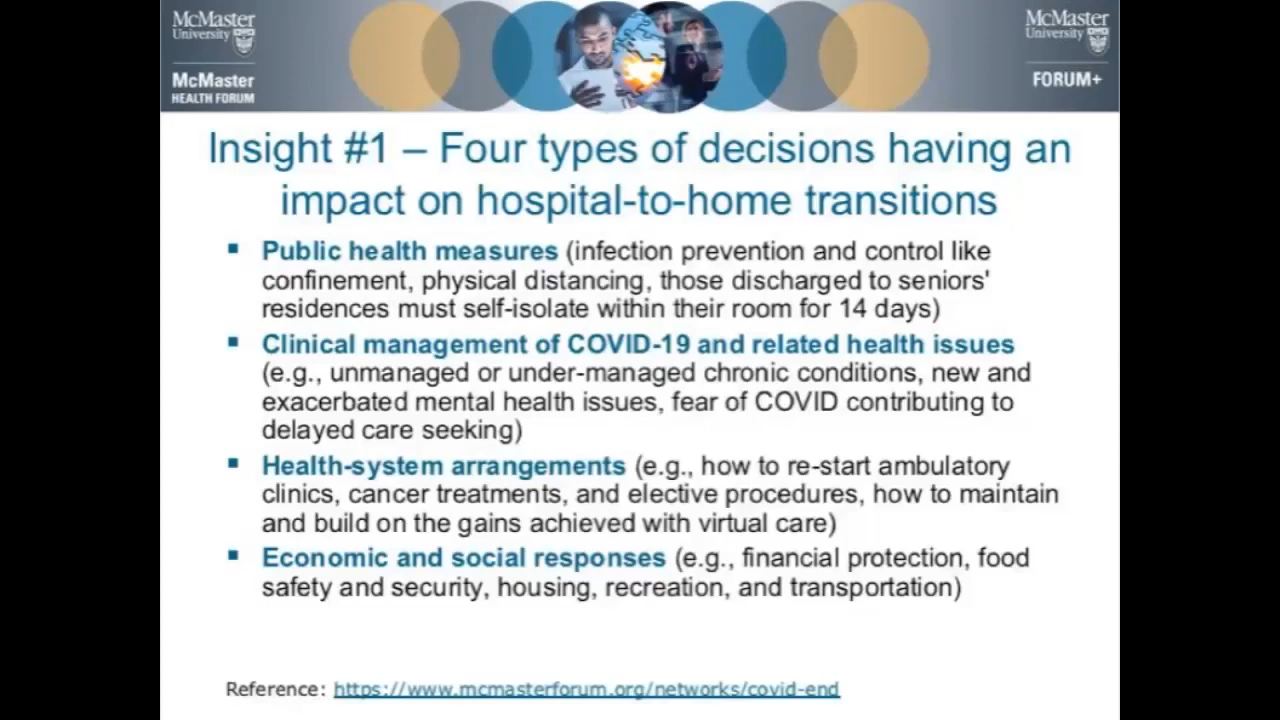 McMaster
University
McMaster
HEALTH FORUM
McMaster
University
FORUM+
Insight #1 – Four types of decisions having an
impact on hospital-to-home transitions
▪ Public health measures (infection prevention and control like
confinement, physical distancing, those discharged to seniors'
residences must self-isolate within their room for 14 days)
▪ Clinical management of COVID-19 and related health issues
(e.g., unmanaged or under-managed chronic conditions, new and
exacerbated mental health issues, fear of COVID contributing to
delayed care seeking)
▪ Health-system arrangements (e.g., how to re-start ambulatory
clinics, cancer treatments, and elective procedures, how to maintain
and build on the gains achieved with virtual care)
▪ Economic and social responses (e.g., financial protection, food
safety and security, housing, recreation, and transportation)
Reference: https://www.mcmasterforum.org/networks/covid-end